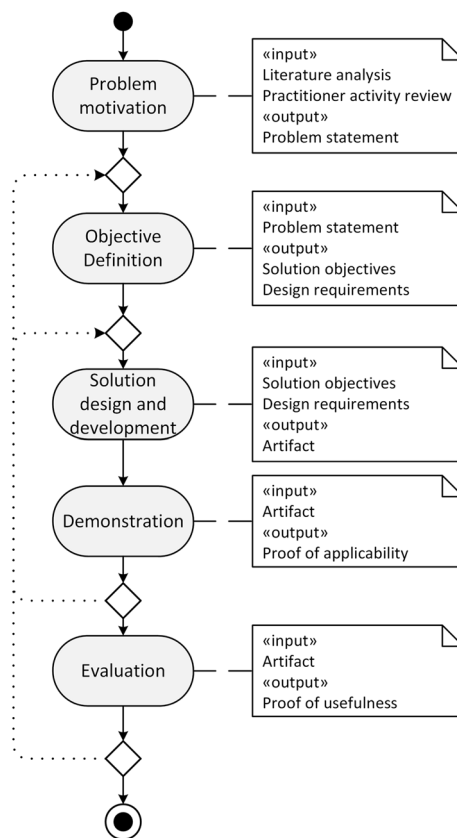 Problem
motivation
«input»
Literature analysis
Practitioner activity review
«output»
Problem statement
Objective
Definition
«input»
Problem statement
«output»
Solution objectives
Design requirements
Solution
design and
development
«input»
Solution objectives
Design requirements
«output»
Artifact
Demonstration
«input»
Artifact
«output»
Proof of applicability
Evaluation
«input»
Artifact
«output»
Proof of usefulness